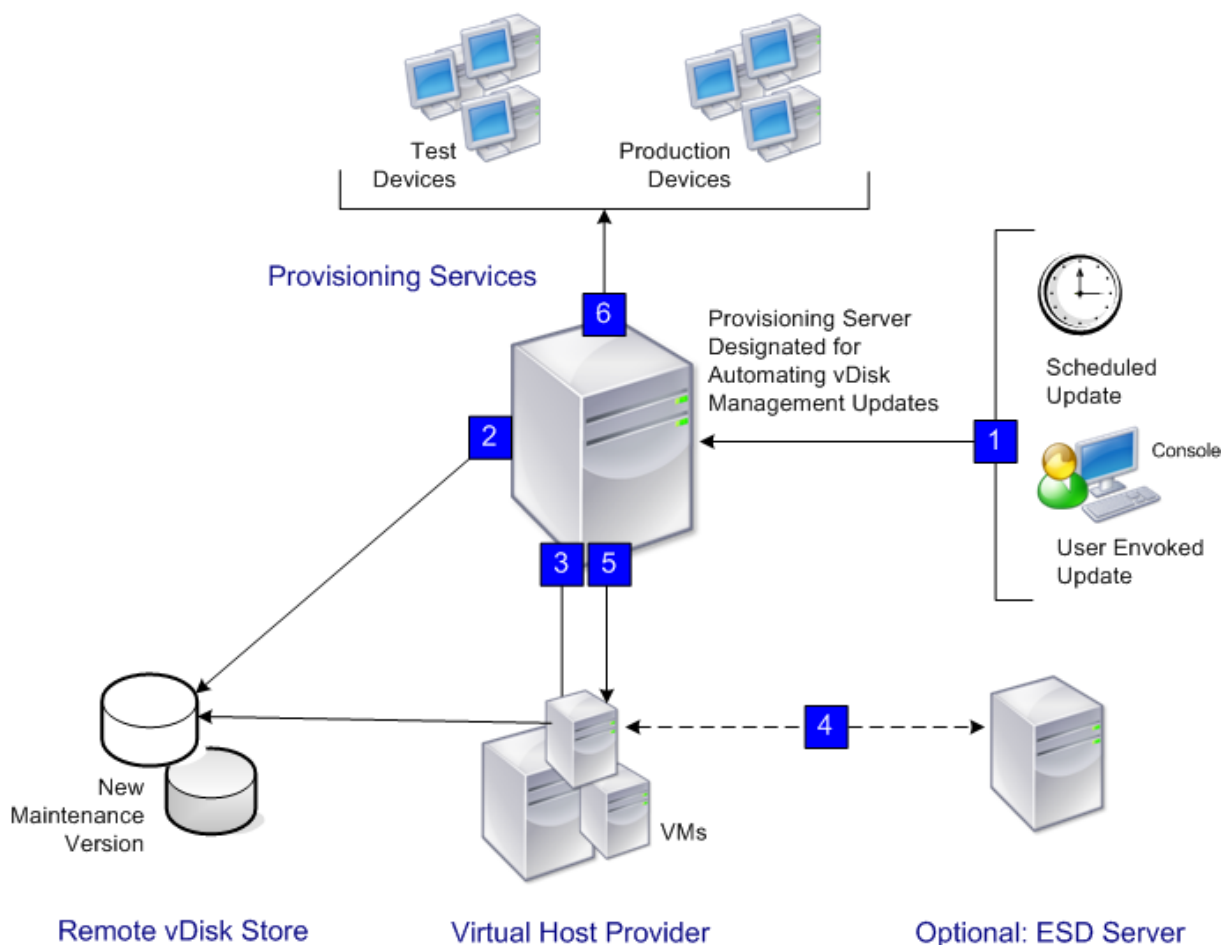 Test
Devices
Production
Devices
Provisioning Services
6
Provisioning Server
Designated for
Automating vDisk
Management Updates
Scheduled
Update
2
1
Console
User Envoked
Update
3
5
4
New
Maintenance
Version
VMs
Remote vDisk Store
Virtual Host Provider
Optional: ESD Server